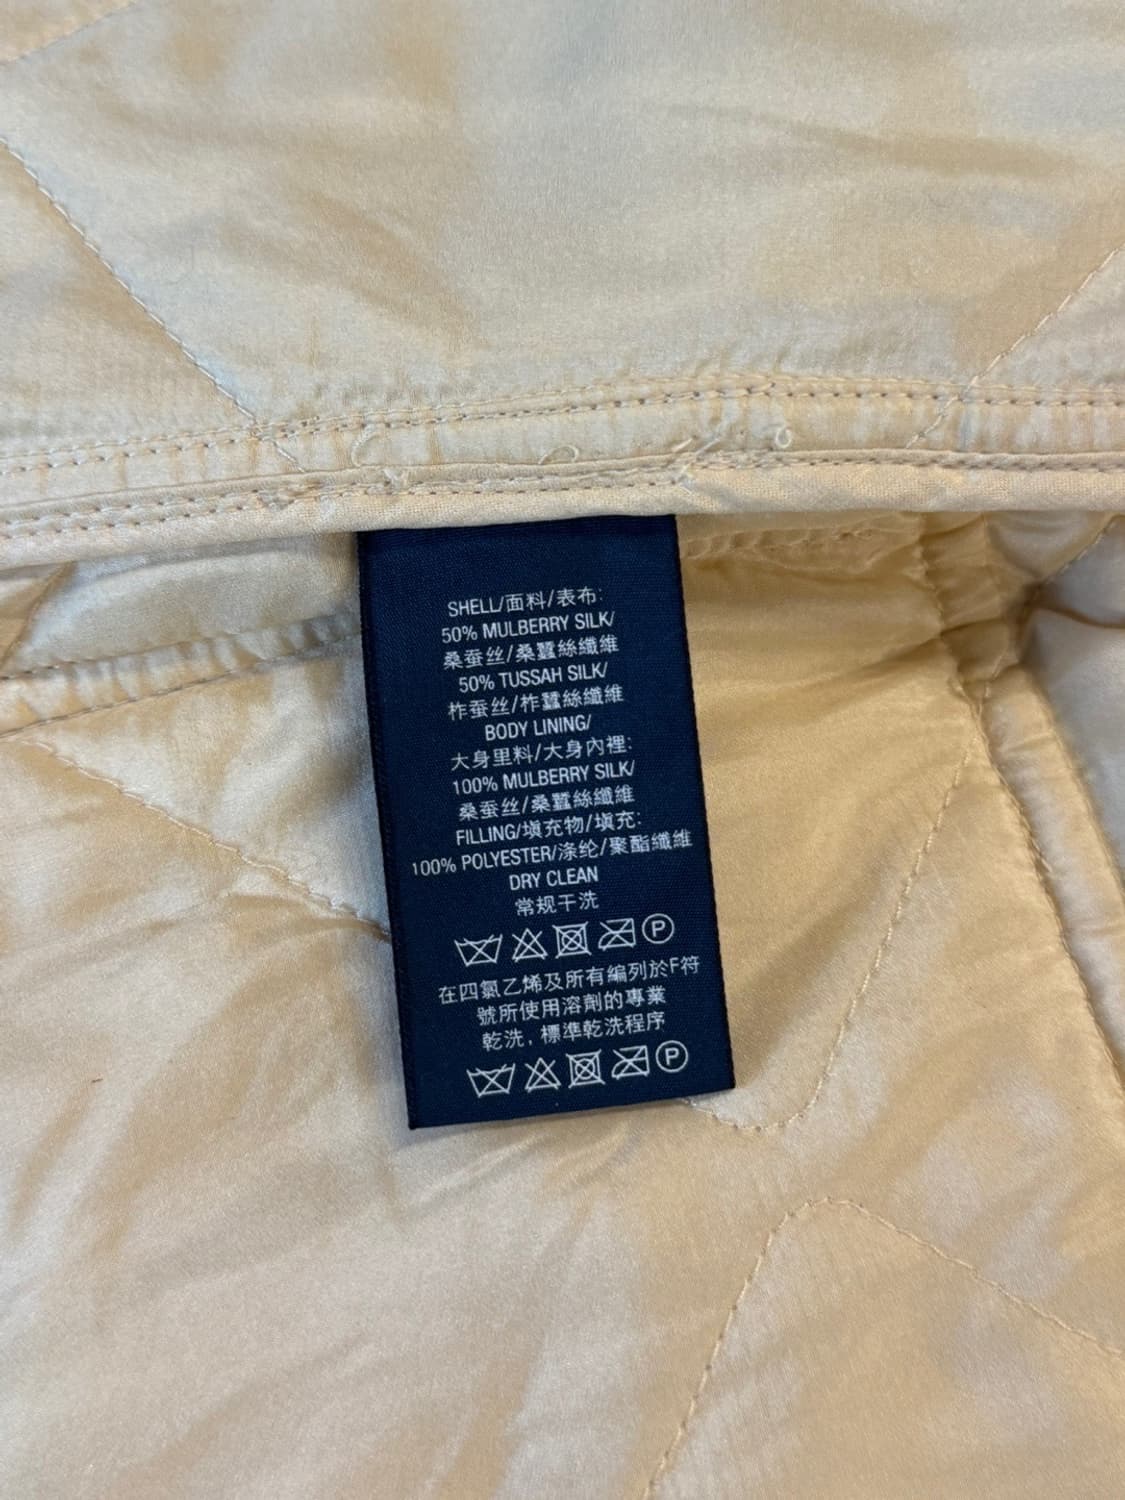 SHELL/面料/表布:
50% MULBERRY SILK/
桑蚕丝/桑蠶絲纖維
50% TUSSAH SILK/
柞蚕丝/柞蠶絲纖維
BODY LINING/
大身里料/大身內裡:
100% MULBERRY SILK/
桑蚕丝/桑蠶絲纖維
FILLING/填充物/填充:
100% POLYESTER/涤纶/聚酯纖維
DRY CLEAN
常规干洗
P
在四氯乙烯及所有編列於F符
號所使用溶劑的專業
乾洗, 標準乾洗程序
P